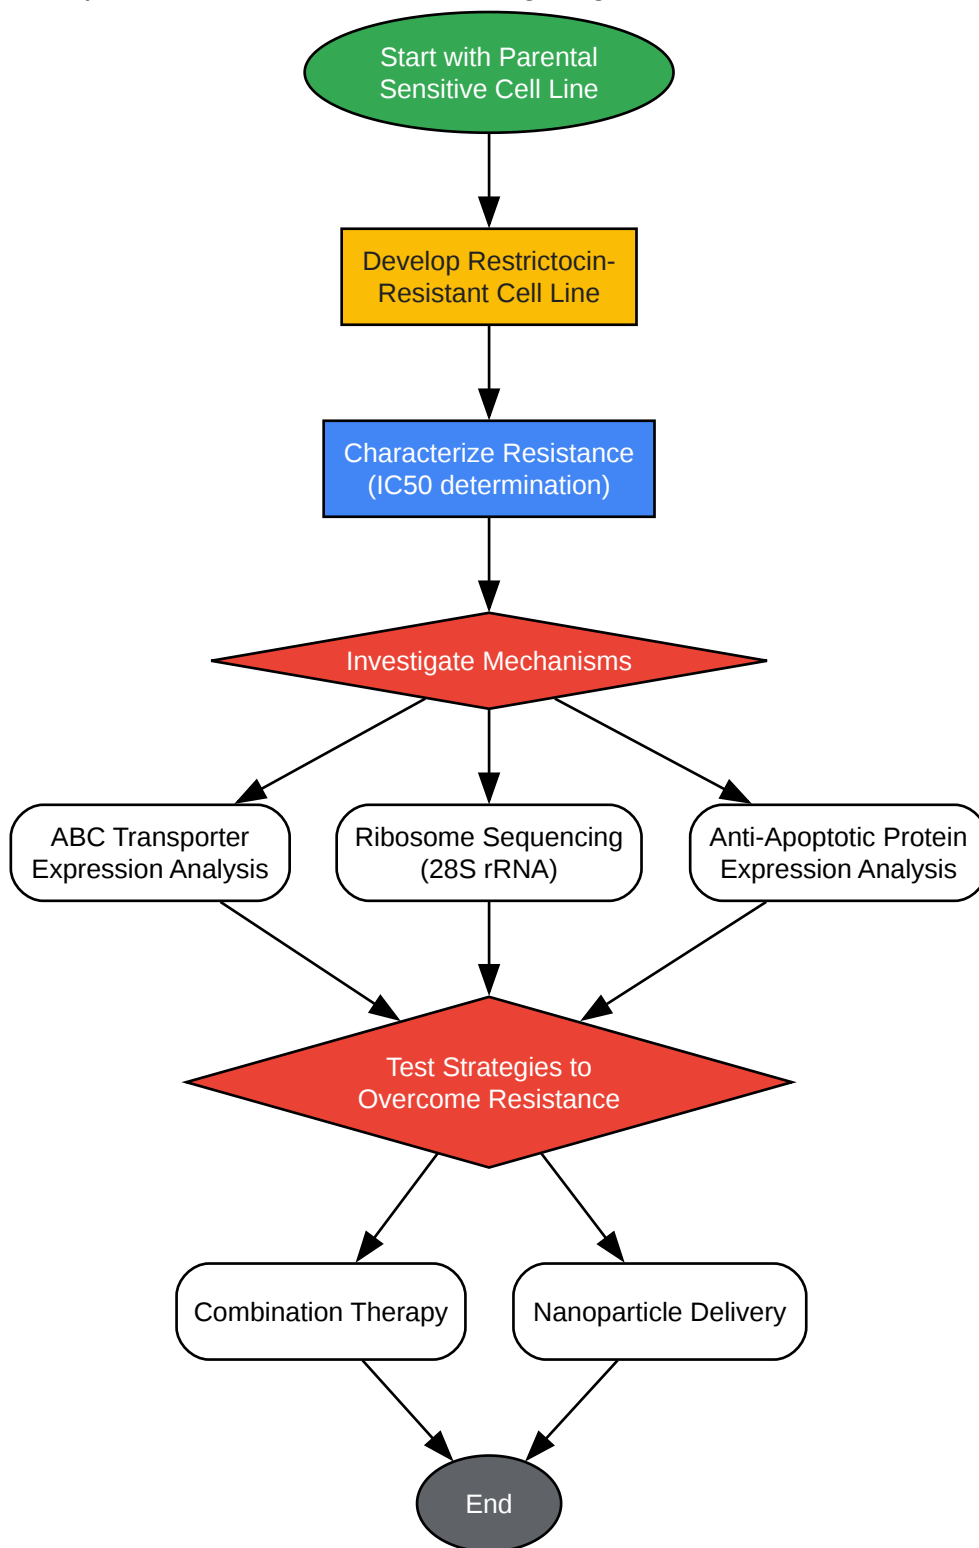 Start with Parental
Sensitive Cell Line
Develop Restrictocin-
Resistant Cell Line
Characterize Resistance
(IC50 determination)
Investigate Mechanisms
ABC Transporter
Expression Analysis
Ribosome Sequencing
(28S rRNA)
Anti-Apoptotic Protein
Expression Analysis
Test Strategies to
Overcome Resistance
Combination Therapy
Nanoparticle Delivery
End